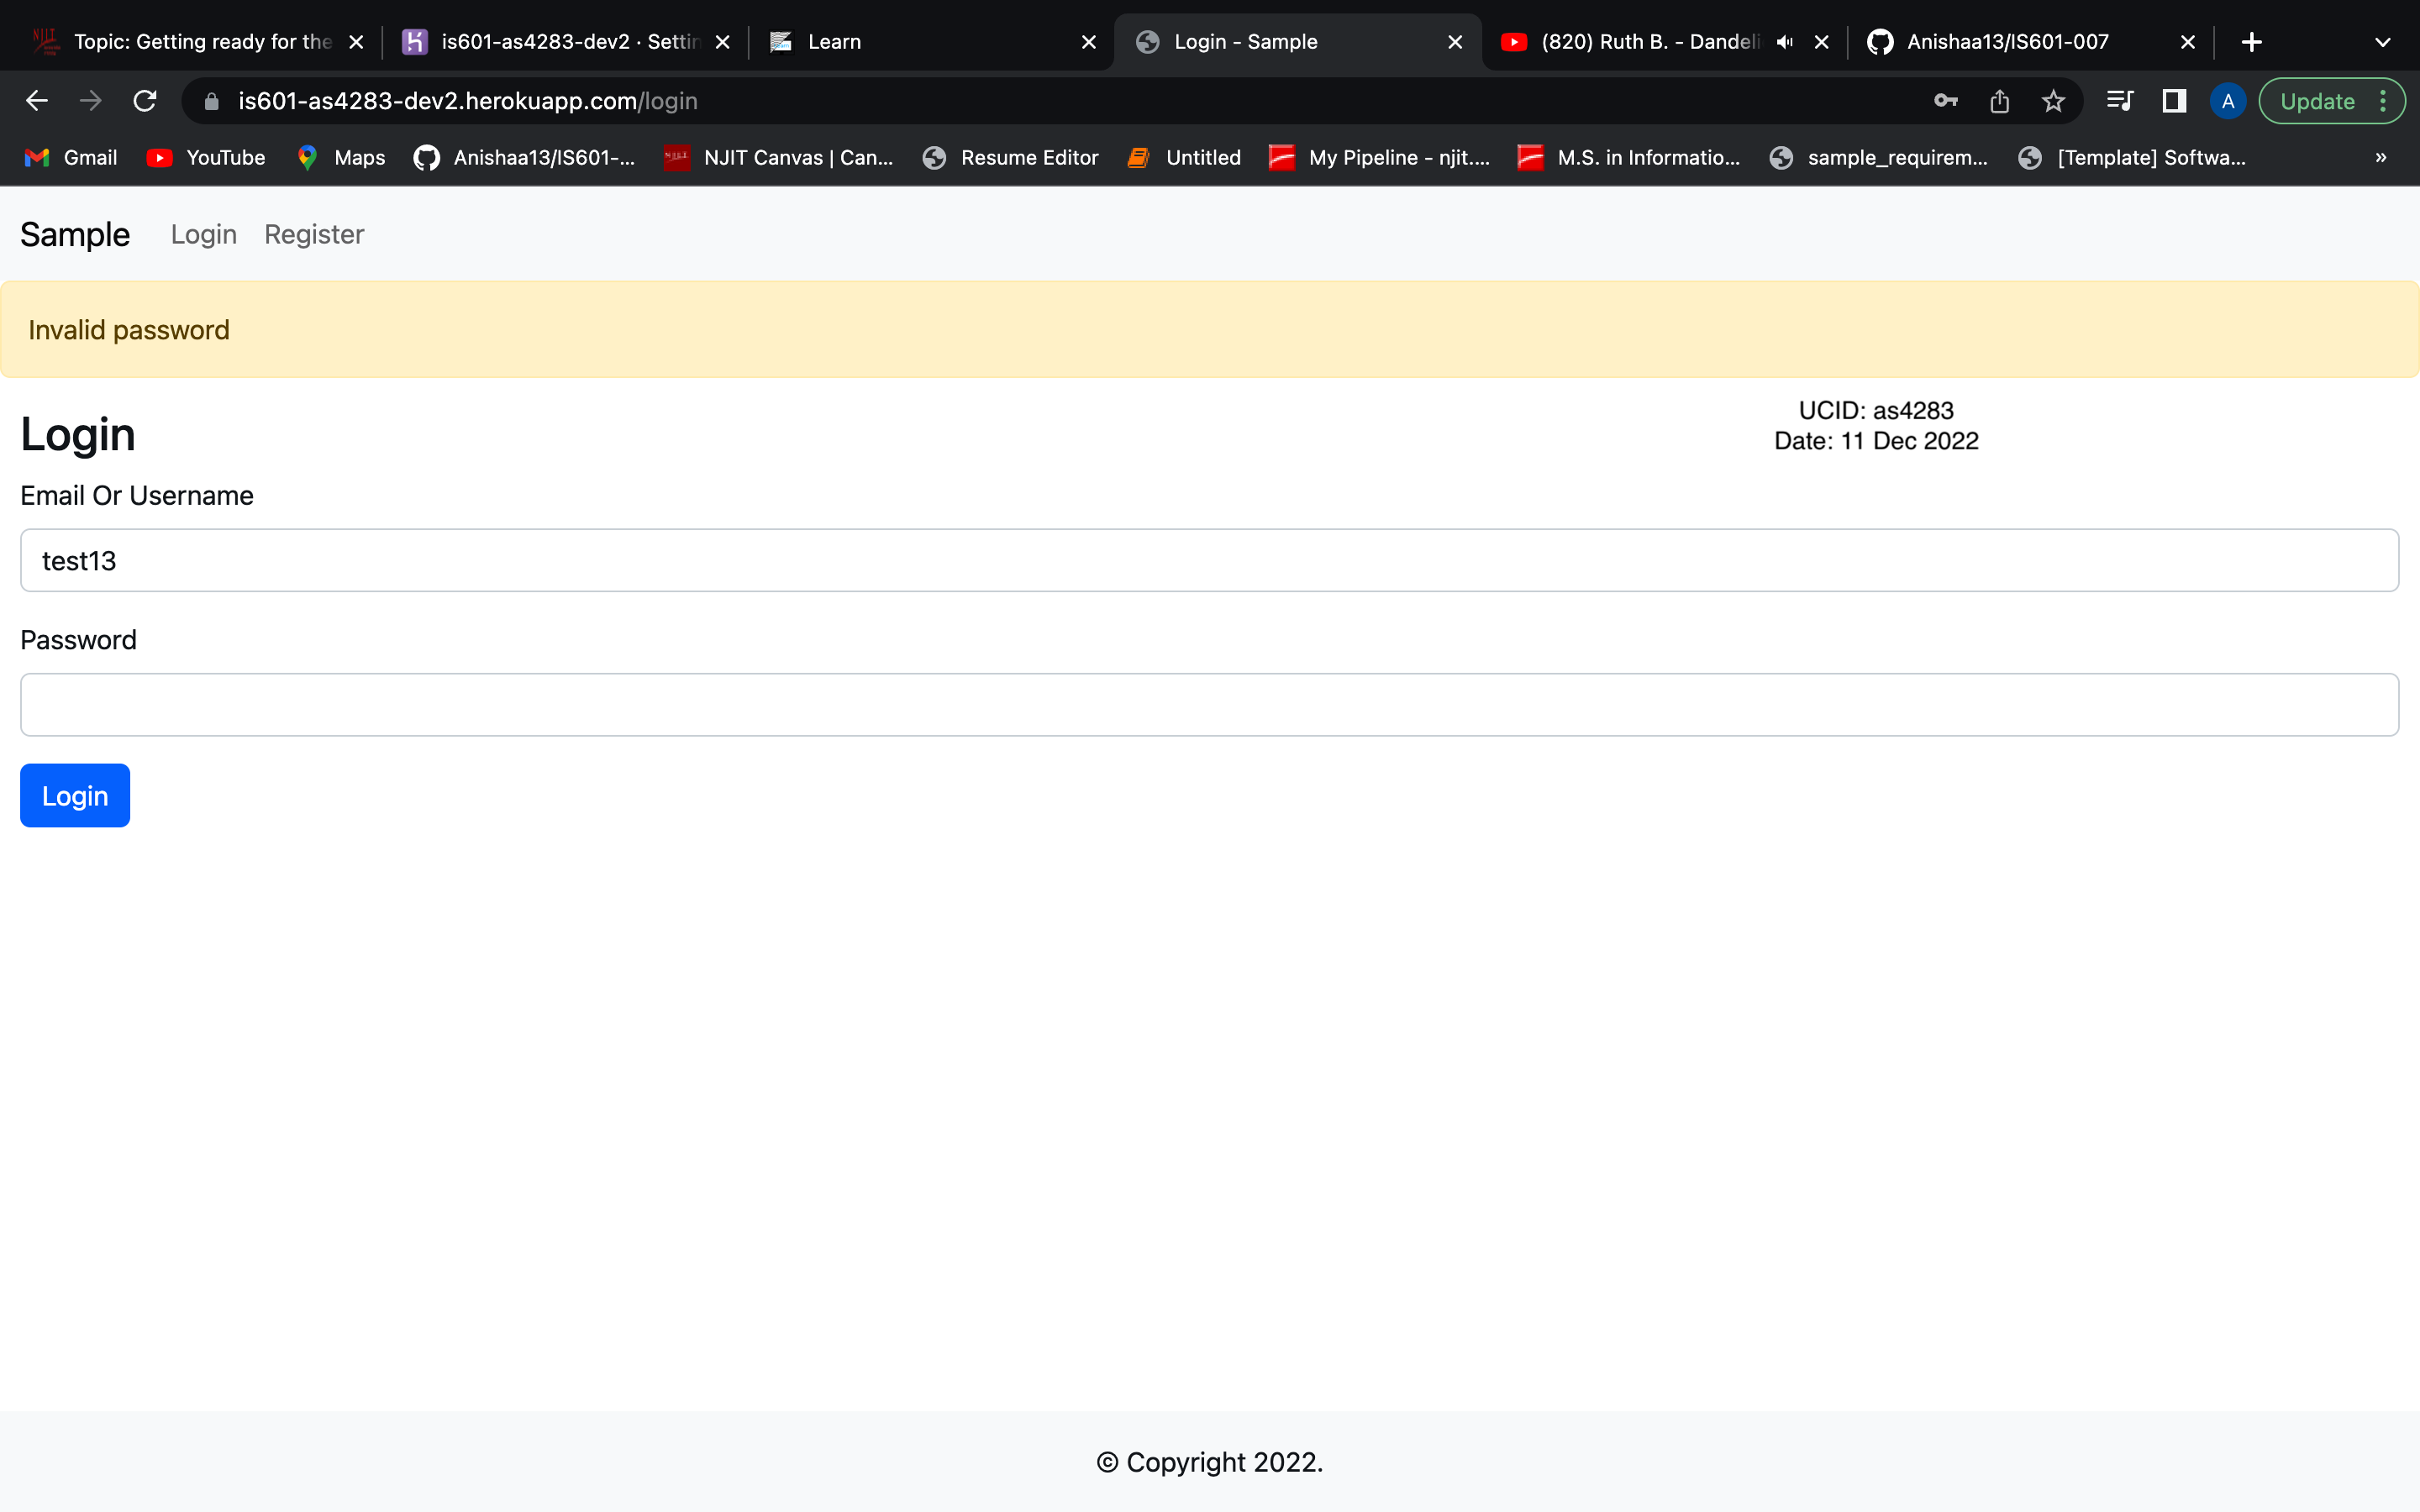 Topic: Getting ready for the
is601-as4283-dev2 · Settin
Learn
Login - Sample
(820) Ruth B. - Dandeli
Anishaa13/IS601-007
is601-as4283-dev2.herokuapp.com/login
A
Update
Gmail
YouTube
Maps
Anishaa13/IS601-...
NJIT Canvas | Can...
Resume Editor
Untitled
My Pipeline - njit....
M.S. in Informatio...
sample_requirem...
[Template] Softwa...
»
Sample Login Register
Invalid password
UCID: as4283
Date: 11 Dec 2022
Login
Email Or Username
test13
Password
Login
© Copyright 2022.